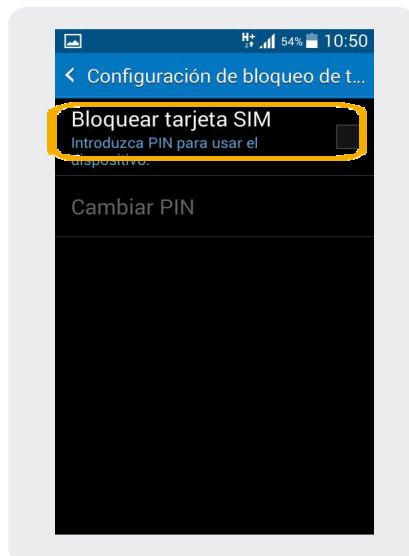 H+ 54% 10:50
< Configuración de bloqueo de t...
Bloquear tarjeta SIM
Introduzca PIN para usar el
dispositivo.
Cambiar PIN